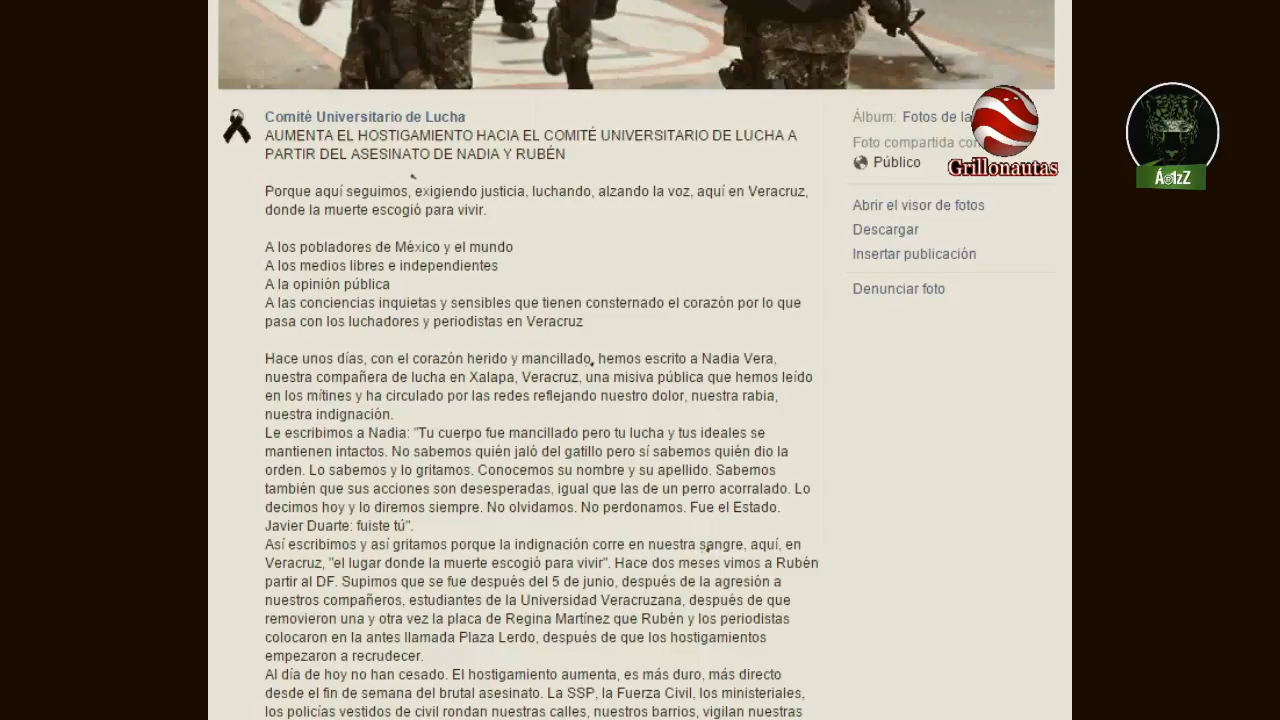 Comité Universitario de Lucha
AUMENTA EL HOSTIGAMIENTO HACIA EL COMITÉ UNIVERSITARIO DE LUCHA A
PARTIR DEL ASESINATO DE NADIA Y RUBÉN
Porque aquí seguimos, exigiendo justicia, luchando, alzando la voz, aquí en Veracruz,
donde la muerte escogió para vivir.
A los pobladores de México y el mundo
A los medios libres e independientes
A la opinión pública
A las conciencias inquietas y sensibles que tienen consternado el corazón por lo que
pasa con los luchadores y periodistas en Veracruz
Hace unos días, con el corazón herido y mancillado, hemos escrito a Nadia Vera,
nuestra compañera de lucha en Xalapa, Veracruz, una misiva pública que hemos leído
en los mítines y ha circulado por las redes reflejando nuestro dolor, nuestra rabia,
nuestra indignación.
Le escribimos a Nadia: "Tu cuerpo fue mancillado pero tu lucha y tus ideales se
mantienen intactos. No sabemos quién jaló del gatillo pero sí sabemos quién dio la
orden. Lo sabemos y lo gritamos. Conocemos su nombre y su apellido. Sabemos
también que sus acciones son desesperadas, igual que las de un perro acorralado. Lo
decimos hoy y lo diremos siempre. No olvidamos. No perdonamos. Fue el Estado.
Javier Duarte: fuiste tú".
Así escribimos y así gritamos porque la indignación corre en nuestra sangre, aquí, en
Veracruz, "el lugar donde la muerte escogió para vivir". Hace dos meses vimos a Rubén
partir al DF. Supimos que se fue después del 5 de junio, después de la agresión a
nuestros compañeros, estudiantes de la Universidad Veracruzana, después de que
removieron una y otra vez la placa de Regina Martínez que Rubén y los periodistas
colocaron en la antes llamada Plaza Lerdo, después de que los hostigamientos
empezaron a recrudecer.
Al día de hoy no han cesado. El hostigamiento aumenta, es más duro, más directo
desde el fin de semana del brutal asesinato. La SSP, la Fuerza Civil, los ministeriales,
los policías vestidos de civil rondan nuestras calles, nuestros barrios, vigilan nuestras
Álbum: Fotos de la
Foto compartida con
Público
Abrir el visor de fotos
Descargar
Insertar publicación
Denunciar foto
Grillonautas
Á@1zZ